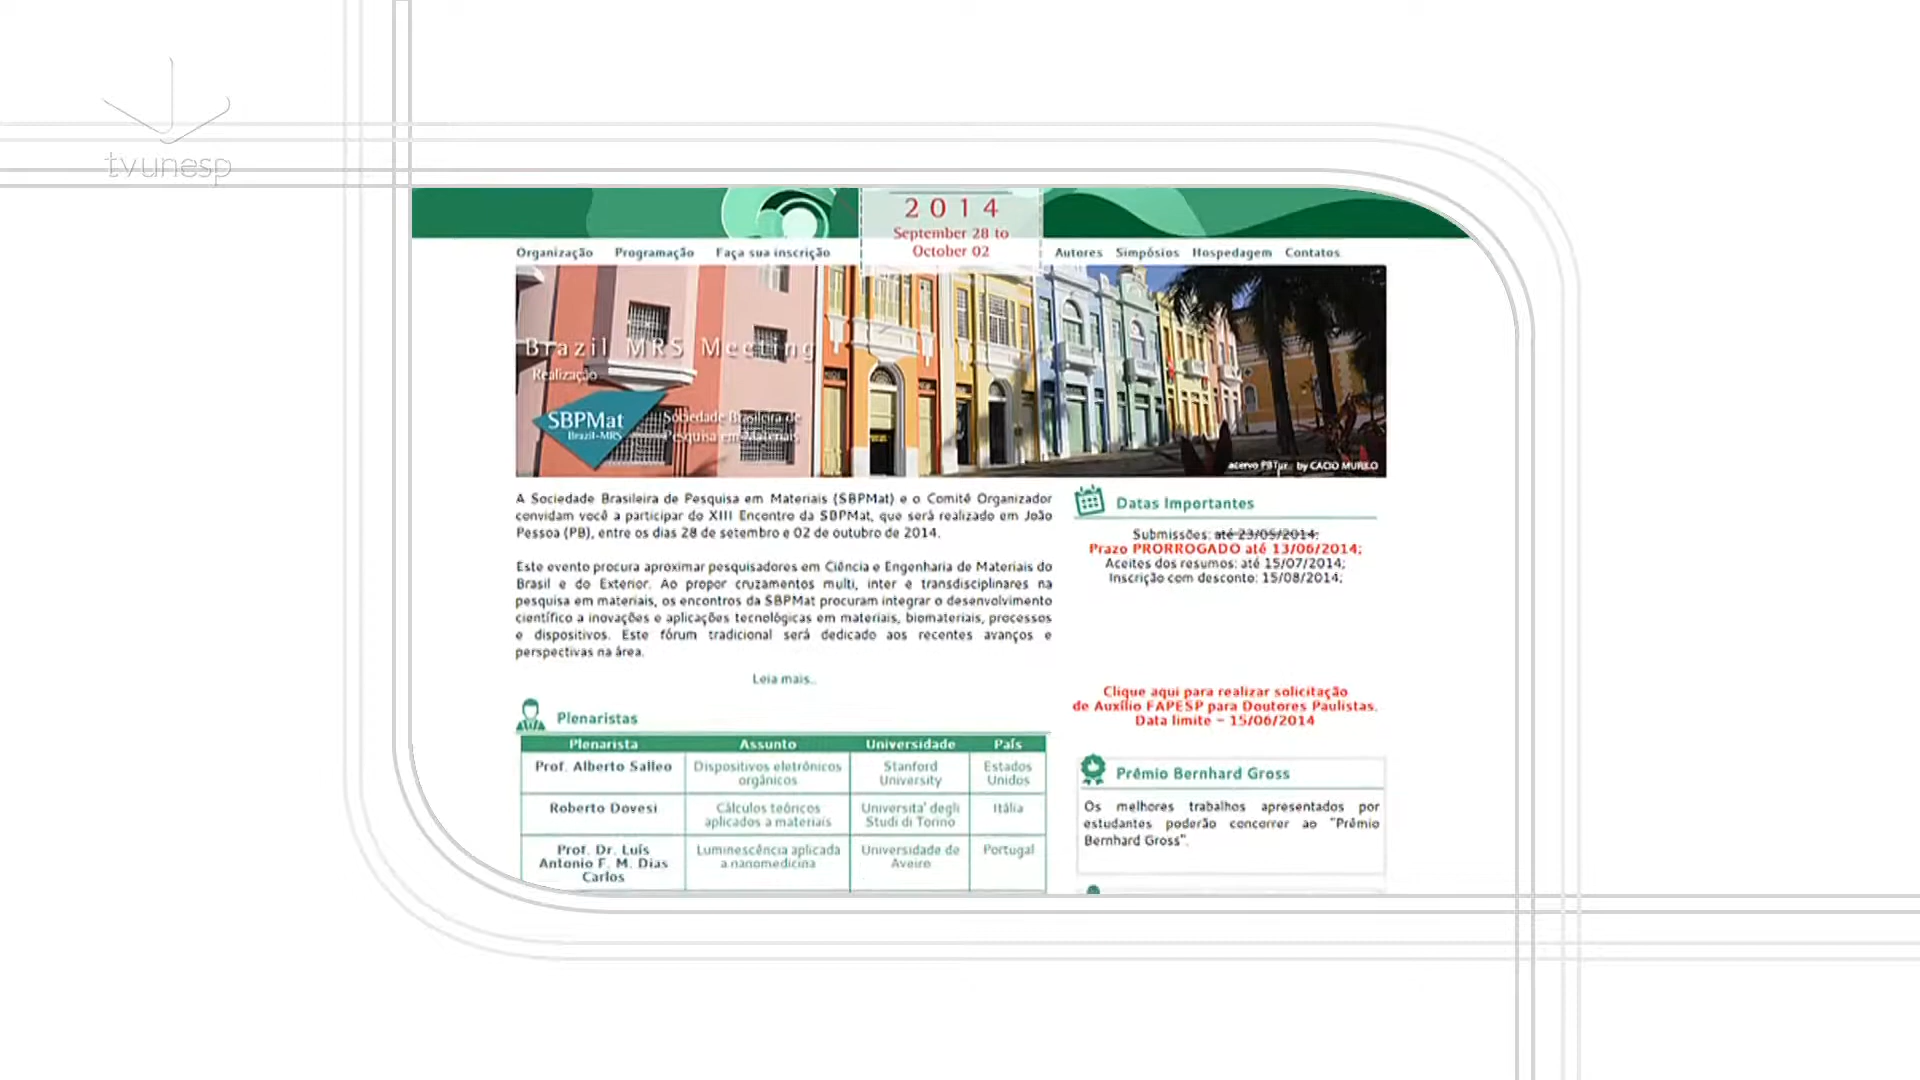 tvunesp
2014
September 28 to
October 02
Organização Programação Faça sua inscrição Autores Simpósios Hospedagem Contatos
Brazil MRS Meeting
Realização
SBPMat
Brazil-MRS
Sociedade Brasileira de
Pesquisa em Materiais
acervo PBTur by CACIO MURILO
A Sociedade Brasileira de Pesquisa em Materiais (SBPMat) e o Comitê Organizador
convidam você a participar do XIII Encontro da SBPMat, que será realizado em João
Pessoa (PB), entre os dias 28 de setembro e 02 de outubro de 2014.
Este evento procura aproximar pesquisadores em Ciência e Engenharia de Materiais do
Brasil e do Exterior. Ao propor cruzamentos multi, inter e transdisciplinares na
pesquisa em materiais, os encontros da SBPMat procuram integrar o desenvolvimento
científico a inovações e aplicações tecnológicas em materiais, biomateriais, processos
e dispositivos. Este fórum tradicional será dedicado aos recentes avanços e
perspectivas na área.
Leia mais..
Plenaristas
Plenarista Assunto Universidade País
Prof. Alberto Salleo Dispositivos eletrônicos Stanford Estados
orgânicos University Unidos
Roberto Dovesi Cálculos teóricos Universita' degli Itália
aplicados a materiais Studi di Torino
Prof. Dr. Luís Luminescência aplicada Universidade de Portugal
Antonio F. M. Dias a nanomedicina Aveiro
Carlos
Datas Importantes
Submissões: até 23/05/2014;
Prazo PRORROGADO até 13/06/2014;
Aceites dos resumos: até 15/07/2014;
Inscrição com desconto: 15/08/2014;
Clique aqui para realizar solicitação
de Auxílio FAPESP para Doutores Paulistas.
Data limite – 15/06/2014
Prêmio Bernhard Gross
Os melhores trabalhos apresentados por
estudantes poderão concorrer ao "Prêmio
Bernhard Gross".